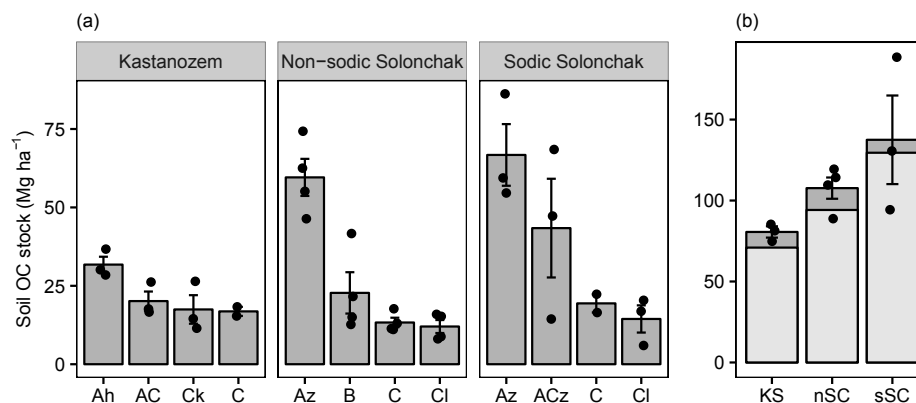 (a)
(b)
Kastanozem
Non−sodic Solonchak
Sodic Solonchak
Soil OC stock (Mg ha⁻¹)
75
50
25
0
150
100
50
0
Ah AC Ck C
Az B C Cl
Az ACz C Cl
KS nSC sSC